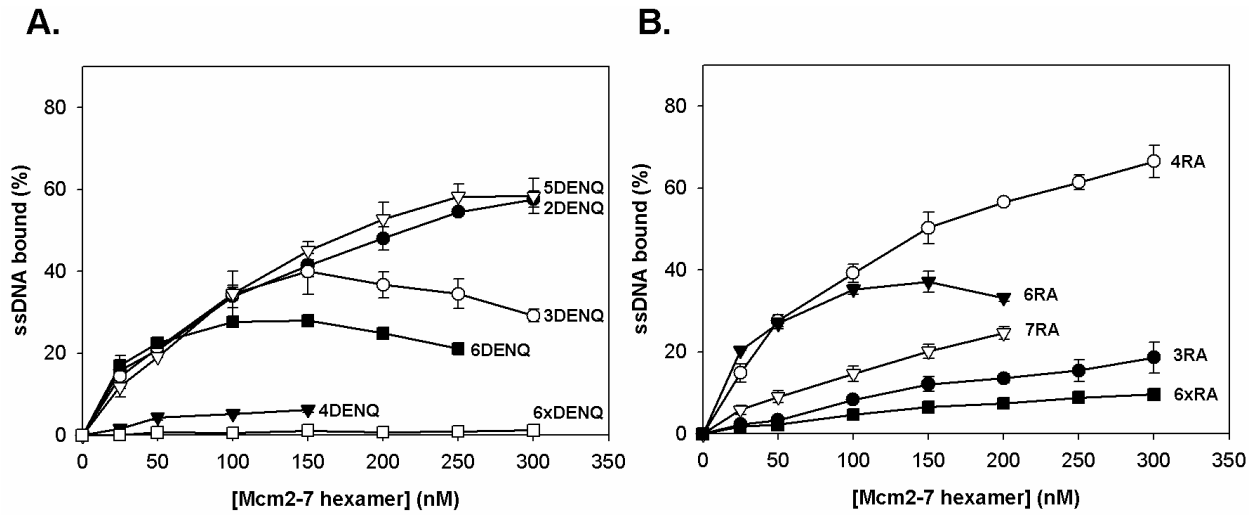 A.
80
60
40
20
0
ssDNA bound (%)
5DENQ
2DENQ
3DENQ
6DENQ
4DENQ
6xDENQ
0 50 100 150 200 250 300 350
[Mcm2-7 hexamer] (nM)
B.
80
60
40
20
0
ssDNA bound (%)
4RA
6RA
7RA
3RA
6xRA
0 50 100 150 200 250 300 350
[Mcm2-7 hexamer] (nM)